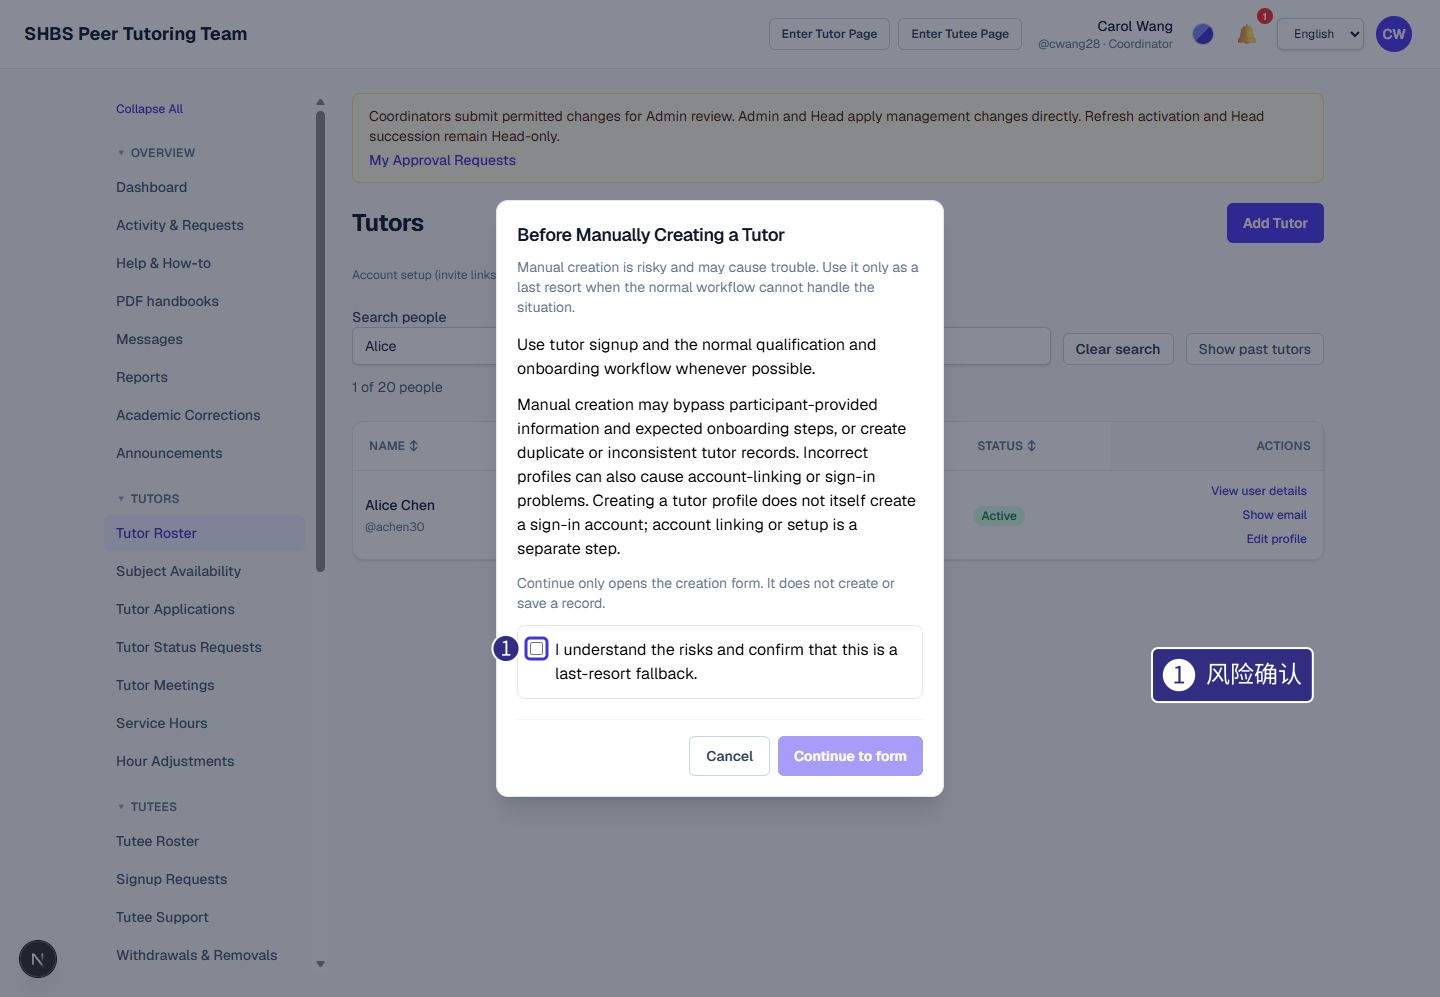 SHBS Peer Tutoring Team
Enter Tutor Page
Enter Tutee Page
Carol Wang
@cwang28 · Coordinator
1
English
CW
Collapse All
OVERVIEW
Dashboard
Activity & Requests
Help & How-to
PDF handbooks
Messages
Reports
Academic Corrections
Announcements
TUTORS
Tutor Roster
Subject Availability
Tutor Applications
Tutor Status Requests
Tutor Meetings
Service Hours
Hour Adjustments
TUTEES
Tutee Roster
Signup Requests
Tutee Support
Withdrawals & Removals
N
Coordinators submit permitted changes for Admin review. Admin and Head apply management changes directly. Refresh activation and Head
succession remain Head-only.
My Approval Requests
Tutors
Add Tutor
Account setup (invite links
Search people
Alice
Clear search
Show past tutors
1 of 20 people
NAME
STATUS
ACTIONS
Alice Chen
@achen30
Active
View user details
Show email
Edit profile
Before Manually Creating a Tutor
Manual creation is risky and may cause trouble. Use it only as a
last resort when the normal workflow cannot handle the
situation.
Use tutor signup and the normal qualification and
onboarding workflow whenever possible.
Manual creation may bypass participant-provided
information and expected onboarding steps, or create
duplicate or inconsistent tutor records. Incorrect
profiles can also cause account-linking or sign-in
problems. Creating a tutor profile does not itself create
a sign-in account; account linking or setup is a
separate step.
Continue only opens the creation form. It does not create or
save a record.
1
I understand the risks and confirm that this is a
last-resort fallback.
Cancel
Continue to form
1 风险确认